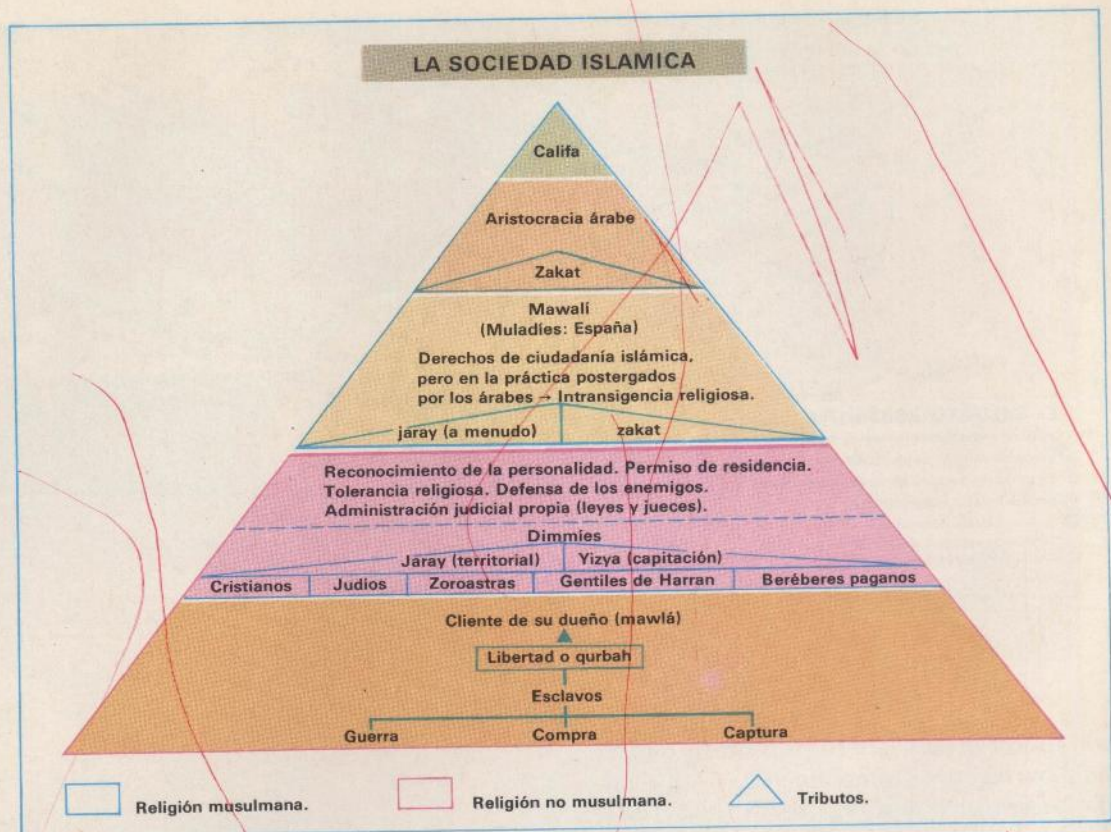 LA SOCIEDAD ISLAMICA
Califa
Aristocracia árabe
Zakat
Mawalí
(Muladíes: España)
Derechos de ciudadanía islámica,
pero en la práctica postergados
por los árabes → Intransigencia religiosa.
jaray (a menudo) zakat
Reconocimiento de la personalidad. Permiso de residencia.
Tolerancia religiosa. Defensa de los enemigos.
Administración judicial propia (leyes y jueces).
Dimmíes
Jaray (territorial) Yizya (capitación)
Cristianos Judíos Zoroastras Gentiles de Harran Beréberes paganos
Cliente de su dueño (mawlá)
Libertad o qurbah
Esclavos
Guerra Compra Captura
Religión musulmana. Religión no musulmana. Tributos.